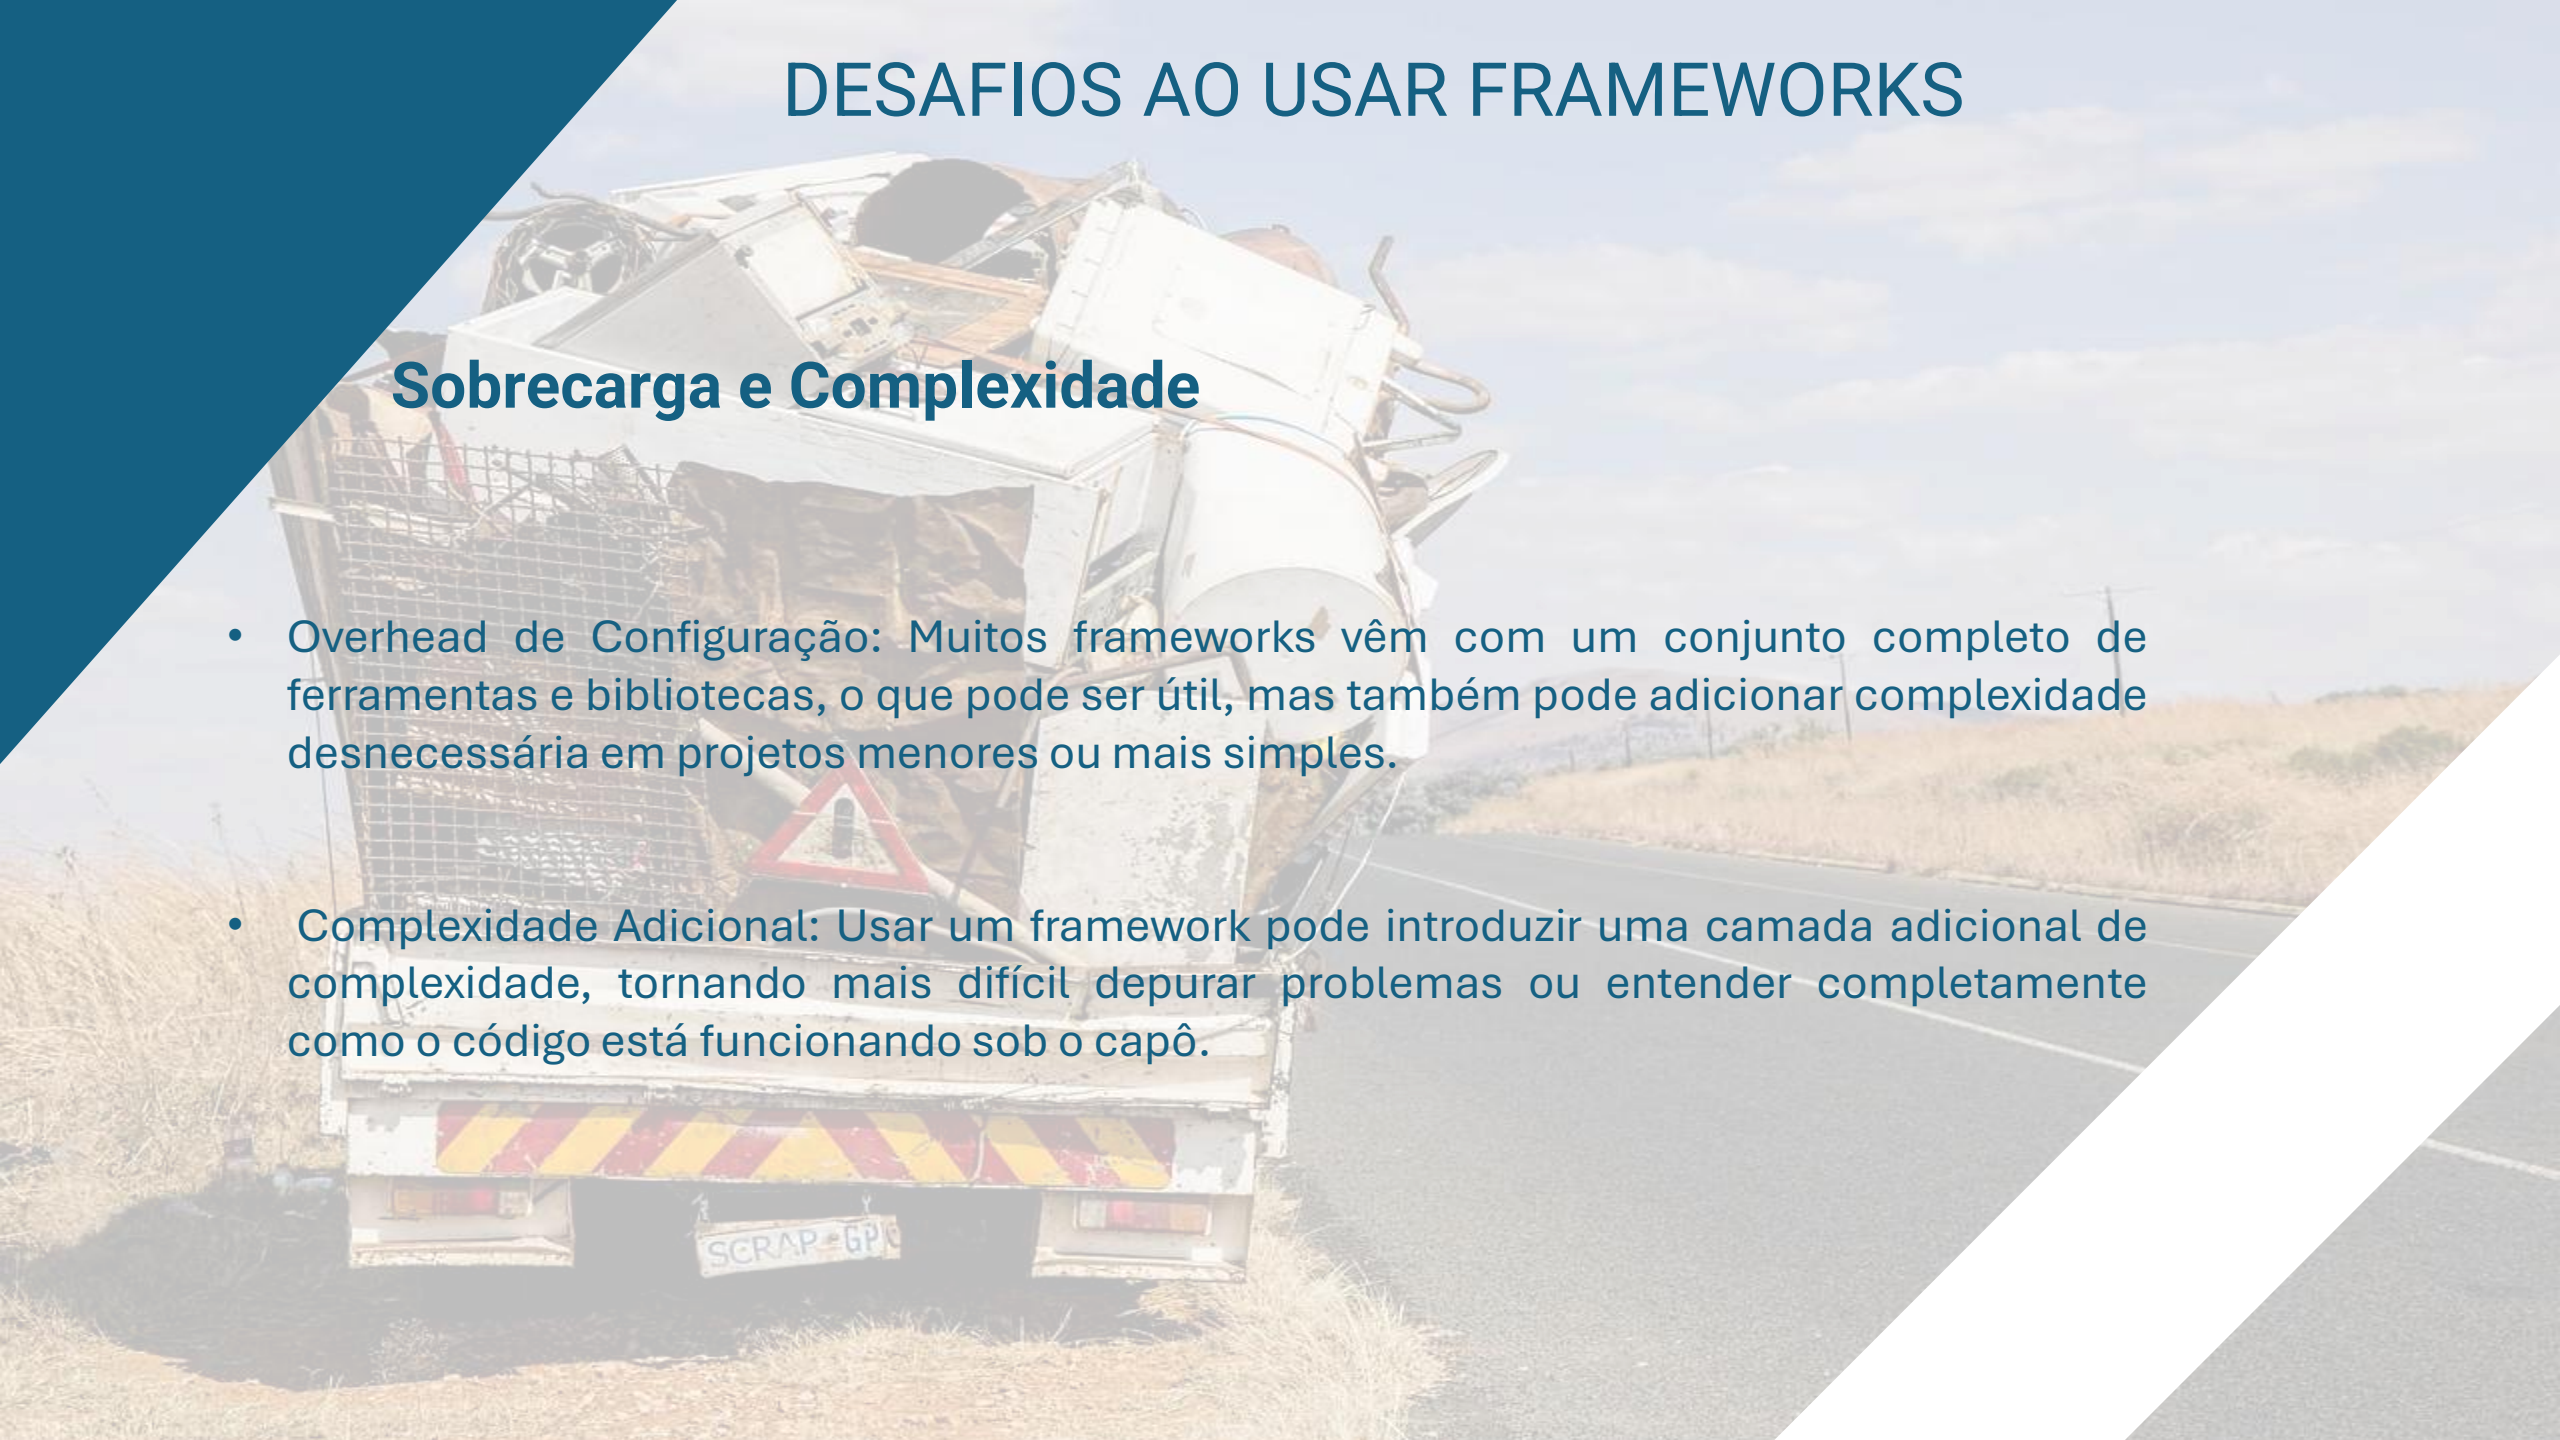 DESAFIOS AO USAR FRAMEWORKS
Sobrecarga e Complexidade
• Overhead de Configuração: Muitos frameworks vêm com um conjunto completo de
ferramentas e bibliotecas, o que pode ser útil, mas também pode adicionar complexidade
desnecessária em projetos menores ou mais simples.
• Complexidade Adicional: Usar um framework pode introduzir uma camada adicional de
complexidade, tornando mais difícil depurar problemas ou entender completamente
como o código está funcionando sob o capô.
SCRAP-GP